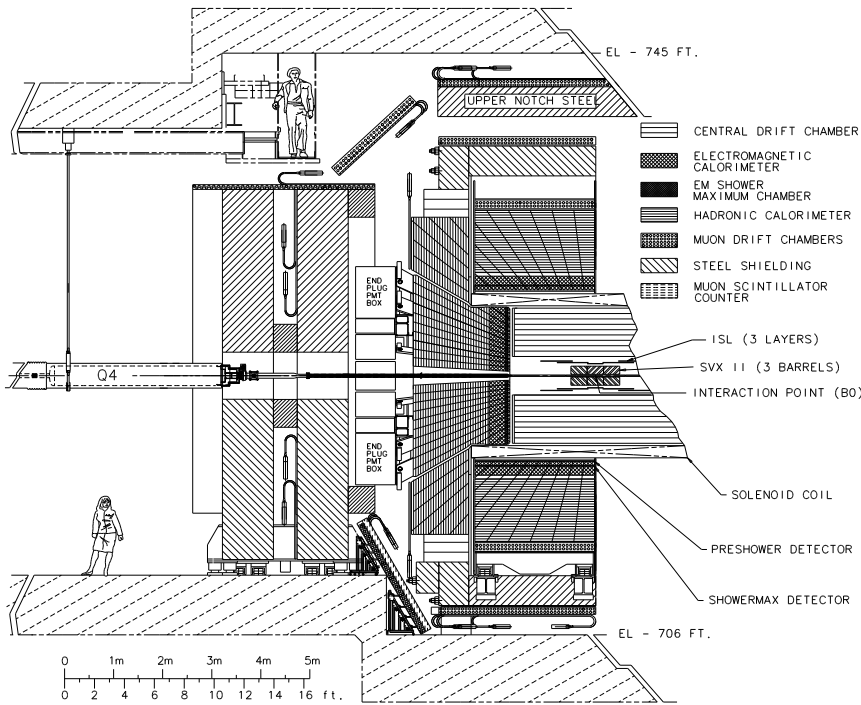 EL - 745 FT.
UPPER NOTCH STEEL
CENTRAL DRIFT CHAMBER
ELECTROMAGNETIC
CALORIMETER
EM SHOWER
MAXIMUM CHAMBER
HADRONIC CALORIMETER
MUON DRIFT CHAMBERS
STEEL SHIELDING
MUON SCINTILLATOR
COUNTER
END
PLUG
PMT
BOX
ISL (3 LAYERS)
SVX II (3 BARRELS)
INTERACTION POINT (B0)
Q4
END
PLUG
PMT
BOX
SOLENOID COIL
PRESHOWER DETECTOR
SHOWERMAX DETECTOR
EL - 706 FT.
0 1m 2m 3m 4m 5m
0 2 4 6 8 10 12 14 16 ft.